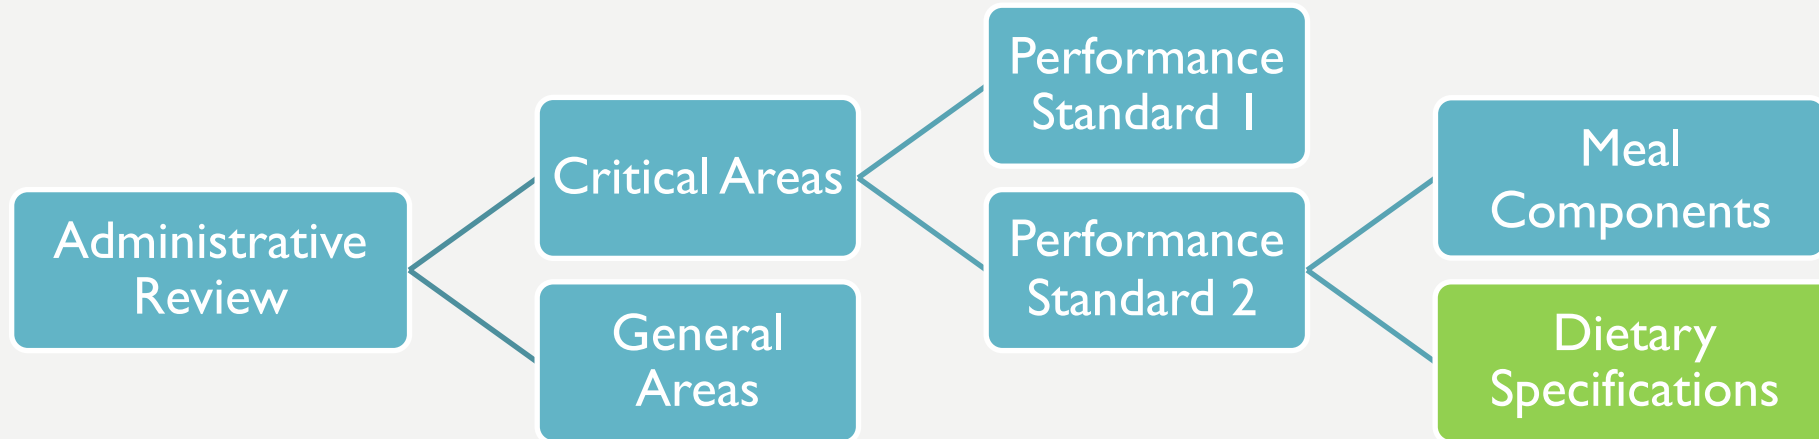 Administrative
Review
Critical Areas
General
Areas
Performance
Standard 1
Performance
Standard 2
Meal
Components
Dietary
Specifications